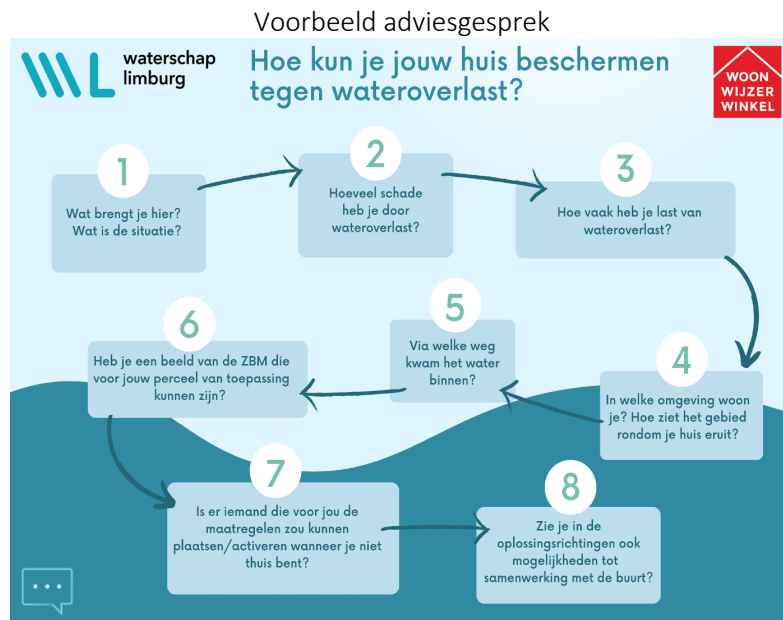 Voorbeeld adviesgesprek
waterschap
limburg
Hoe kun je jouw huis beschermen
tegen wateroverlast?
WOON
WIJZER
WINKEL
1
Wat brengt je hier?
Wat is de situatie?
2
Hoeveel schade
heb je door
wateroverlast?
3
Hoe vaak heb je last van
wateroverlast?
4
In welke omgeving woon
je? Hoe ziet het gebied
rondom je huis eruit?
5
Via welke weg
kwam het water
binnen?
6
Heb je een beeld van de ZBM die
voor jouw perceel van toepassing
kunnen zijn?
7
Is er iemand die voor jou de
maatregelen zou kunnen
plaatsen/activeren wanneer je niet
thuis bent?
8
Zie je in de
oplossingsrichtingen ook
mogelijkheden tot
samenwerking met de buurt?